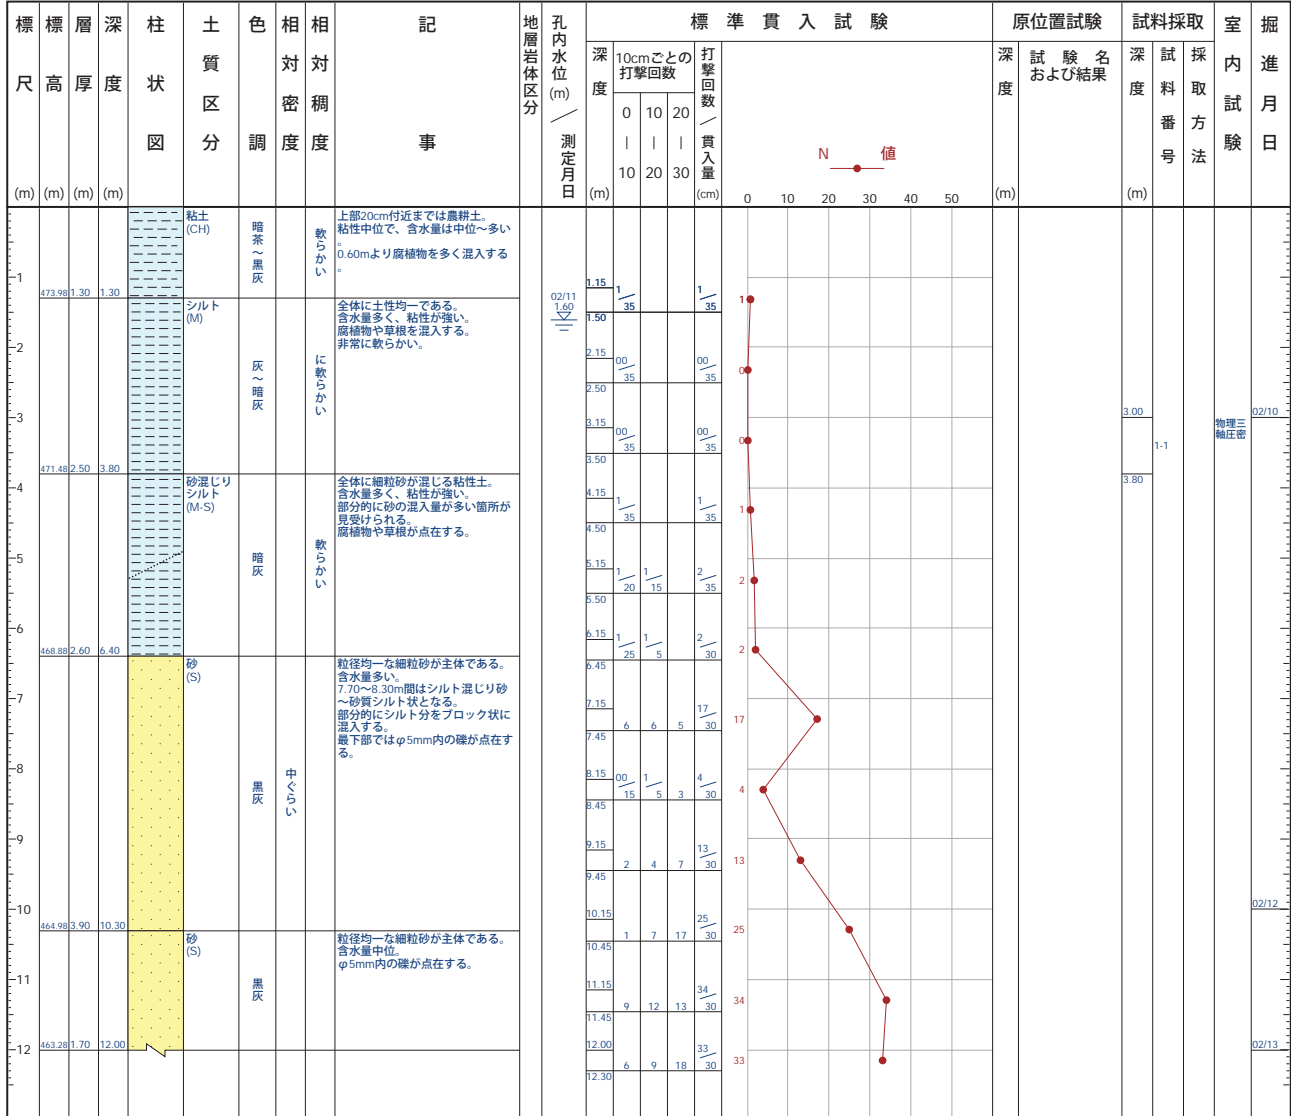 標尺 (m)
標高 (m)
層厚 (m)
深度 (m)
柱状図
土質区分
色調
相対密度
相対稠度
記事
地層岩体区分
孔内水位(m)／測定月日
標準貫入試験
深度 (m)
10cmごとの
打撃回数
0 10 20
| | |
10 20 30
打撃回数／貫入量 (cm)
N 値
0 10 20 30 40 50
原位置試験
深度 (m)
試験名
および結果
試料採取
深度 (m)
試料番号
採取方法
室内試験
掘進月日
1
2
3
4
5
6
7
8
9
10
11
12
473.98 1.30 1.30
粘土
(CH)
暗茶～黒灰
軟らかい
上部20cm付近までは農耕土。
粘性中位で、含水量は中位～多い
。
0.60mより腐植物を多く混入する
。
471.48 2.50 3.80
シルト
(M)
灰～暗灰
に軟らかい
全体に土性均一である。
含水量多く、粘性が強い。
腐植物や草根を混入する。
非常に軟らかい。
468.88 2.60 6.40
砂混じり
シルト
(M-S)
暗灰
軟らかい
全体に細粒砂が混じる粘性土。
含水量多く、粘性が強い。
部分的に砂の混入量が多い箇所が
見受けられる。
腐植物や草根が点在する。
464.98 3.90 10.30
砂
(S)
黒灰
中ぐらい
粒径均一な細粒砂が主体である。
含水量多い。
7.70～8.30m間はシルト混じり砂
～砂質シルト状となる。
部分的にシルト分をブロック状に
混入する。
最下部ではφ5mm内の礫が点在す
る。
463.28 1.70 12.00
砂
(S)
黒灰
粒径均一な細粒砂が主体である。
含水量中位。
φ5mm内の礫が点在する。
02/11
1.60
1.15 1 1
35 35
1.50
1
2.15 00 00
35 35
2.50
0
3.15 00 00
35 35
3.50
0
4.15 1 1
35 35
4.50
1
5.15 1 1 2
20 15 35
5.50
2
6.15 1 1 2
25 5 30
6.45
2
7.15 17
6 6 5 30
7.45
17
8.15 00 1 4
15 5 3 30
8.45
4
9.15 13
2 4 7 30
9.45
13
10.15 25
1 7 17 30
10.45
25
11.15 34
9 12 13 30
11.45
34
12.00 33
6 9 18 30
12.30
33
3.00
1-1
3.80
物理三
軸圧密
02/10
02/12
02/13